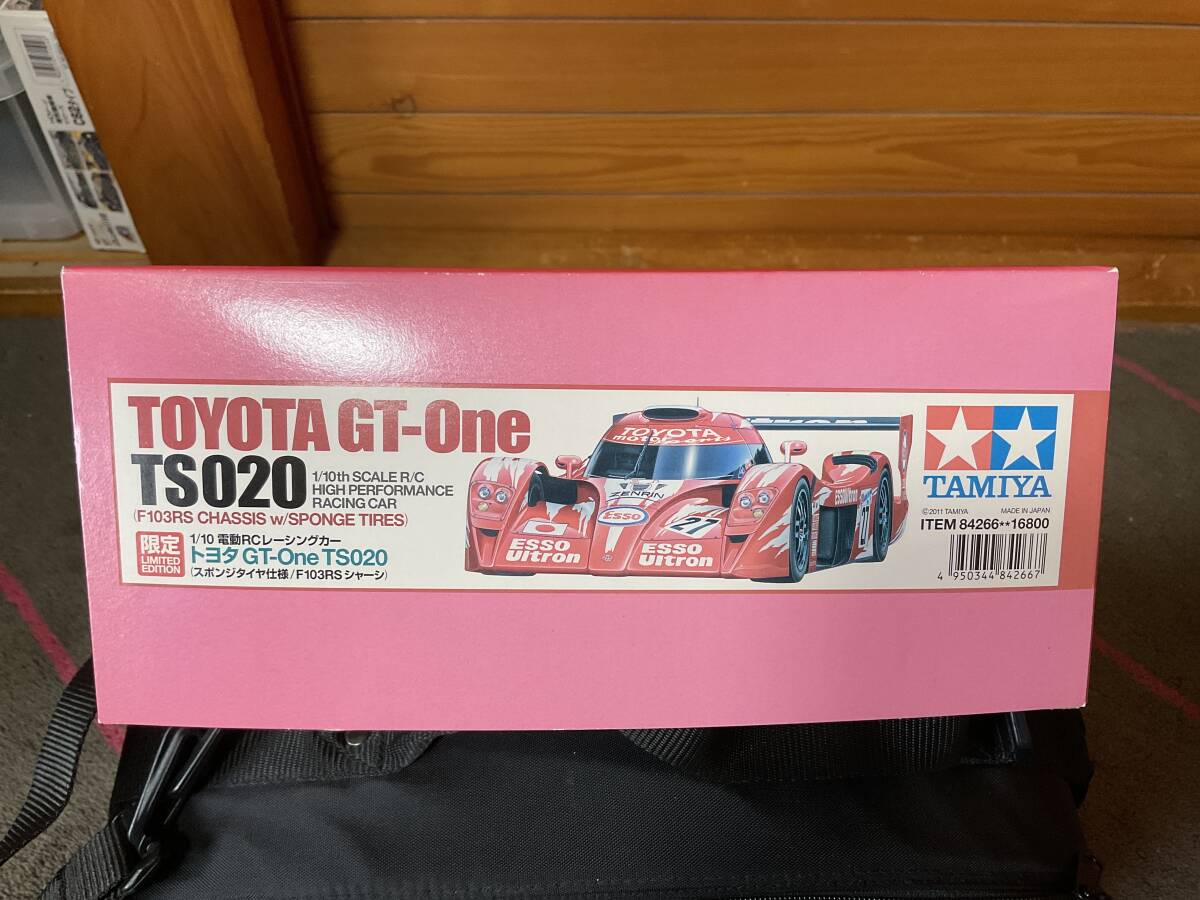 TOYOTA GT-One
TS020
1/10th SCALE R/C
HIGH PERFORMANCE
RACING CAR
(F103RS CHASSIS w/SPONGE TIRES)
限定
LIMITED
EDITION
1/10 電動RCレーシングカー
トヨタ GT-One TS020
(スポンジタイヤ仕様/F103RSシャーシ)
TOYOTA
motorsports
ZENRIN
ESSO
Ultron
Esso
27
ESSO
Ultron
TAMIYA
©2011 TAMIYA
MADE IN JAPAN
ITEM 84266**16800
4 950344 842667